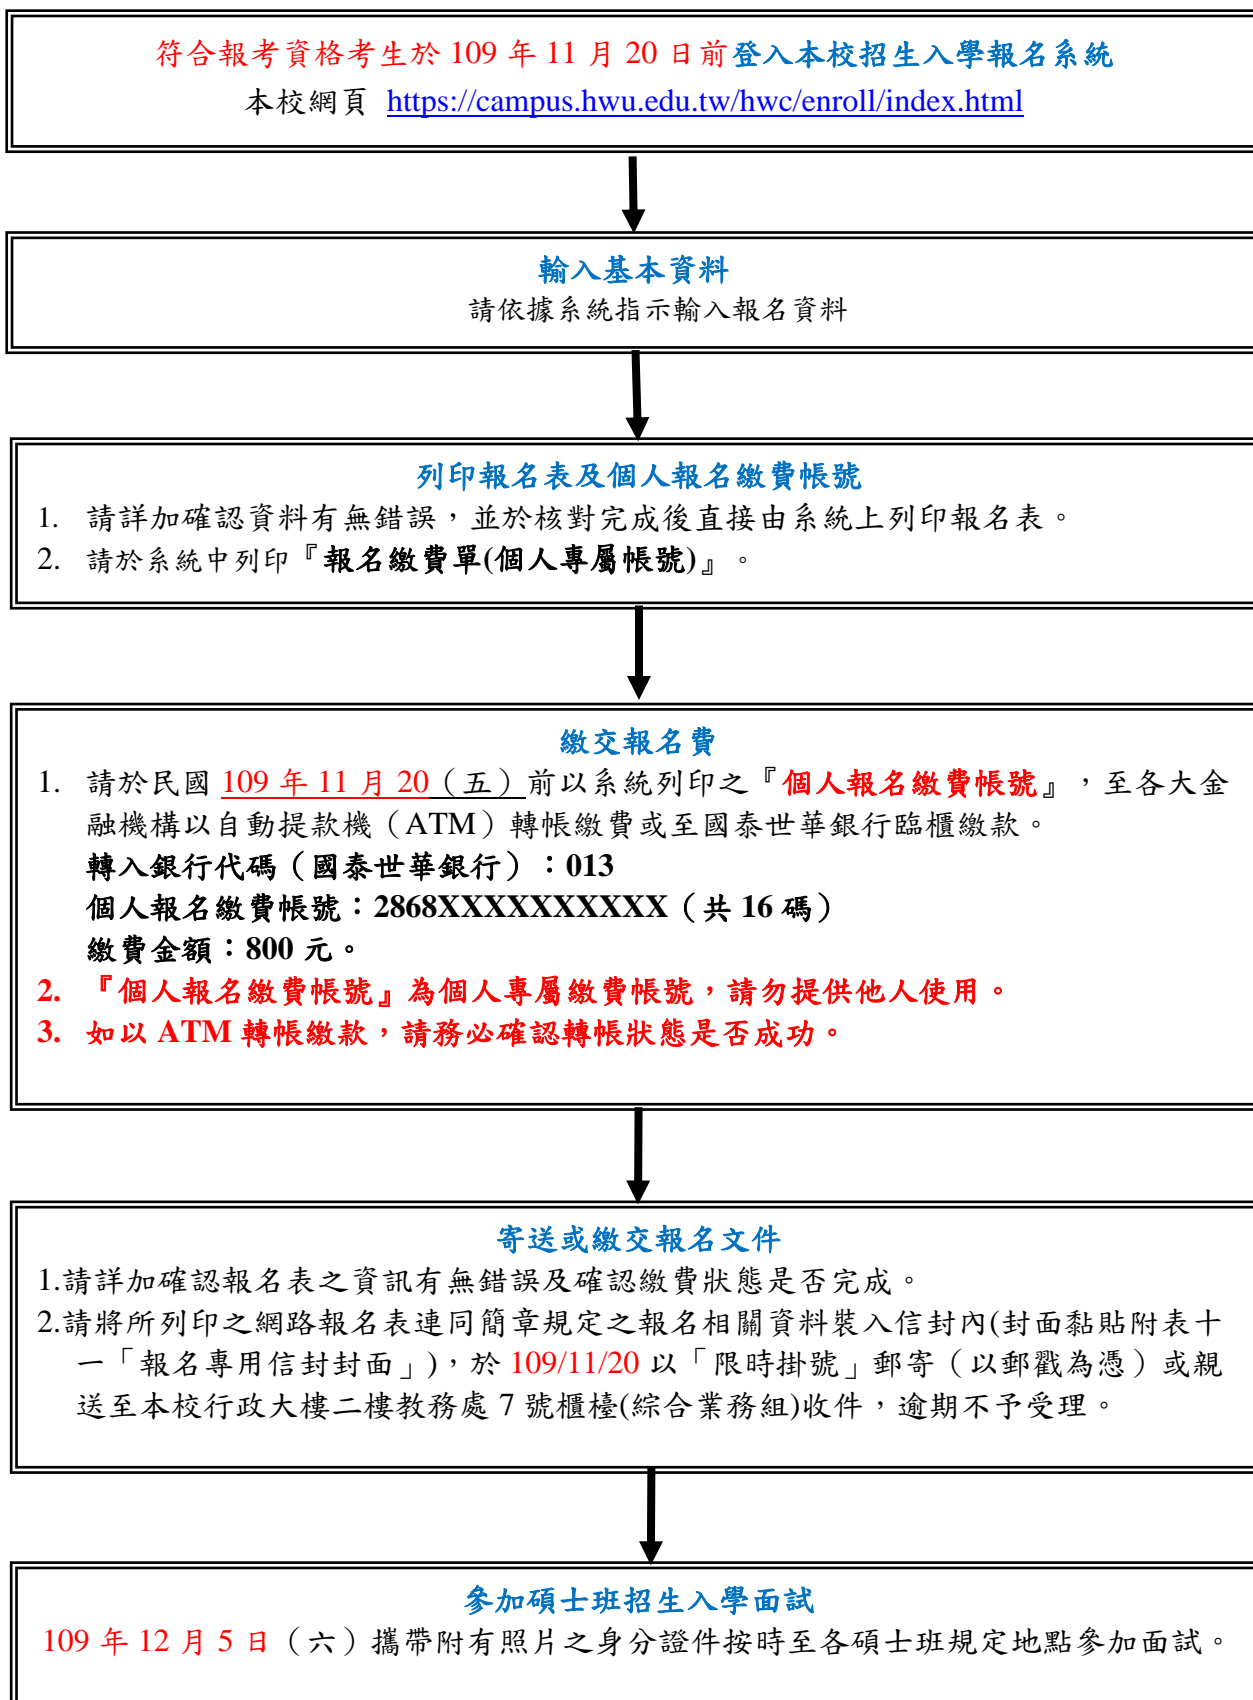 符合報考資格考生於 109 年 11 月 20 日前登入本校招生入學報名系統
本校網頁 https://campus.hwu.edu.tw/hwc/enroll/index.html
輸入基本資料
請依據系統指示輸入報名資料
列印報名表及個人報名繳費帳號
1. 請詳加確認資料有無錯誤，並於核對完成後直接由系統上列印報名表。
2. 請於系統中列印『報名繳費單(個人專屬帳號)』。
繳交報名費
1. 請於民國 109 年 11 月 20（五）前以系統列印之『個人報名繳費帳號』，至各大金
融機構以自動提款機（ATM）轉帳繳費或至國泰世華銀行臨櫃繳款。
轉入銀行代碼（國泰世華銀行）：013
個人報名繳費帳號：2868XXXXXXXXXX（共 16 碼）
繳費金額：800 元。
2. 『個人報名繳費帳號』為個人專屬繳費帳號，請勿提供他人使用。
3. 如以 ATM 轉帳繳款，請務必確認轉帳狀態是否成功。
寄送或繳交報名文件
1.請詳加確認報名表之資訊有無錯誤及確認繳費狀態是否完成。
2.請將所列印之網路報名表連同簡章規定之報名相關資料裝入信封內(封面黏貼附表十
一「報名專用信封封面」)，於 109/11/20 以「限時掛號」郵寄（以郵戳為憑）或親
送至本校行政大樓二樓教務處 7 號櫃檯(綜合業務組)收件，逾期不予受理。
參加碩士班招生入學面試
109 年 12 月 5 日（六）攜帶附有照片之身分證件按時至各碩士班規定地點參加面試。